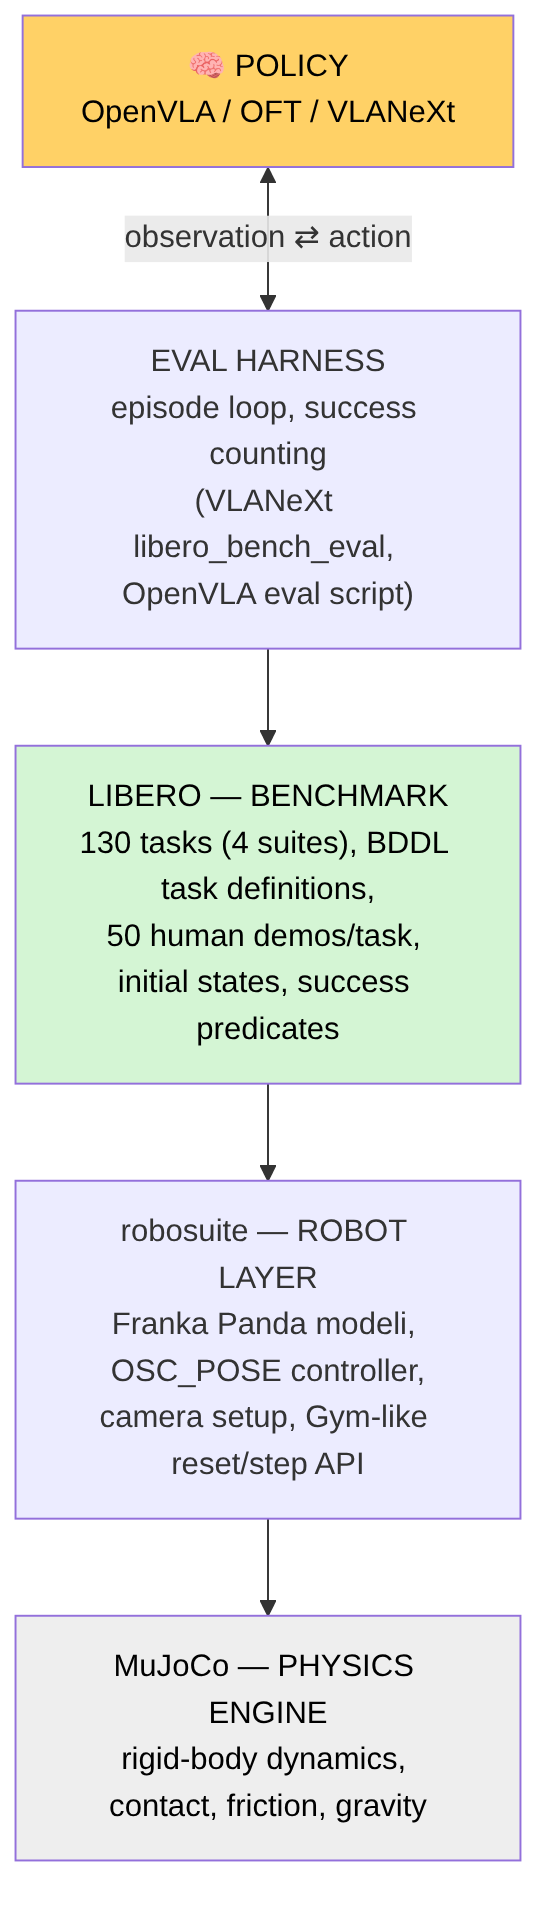 🧠 POLICY
OpenVLA / OFT / VLANeXt
observation ⇄ action
EVAL HARNESS
episode loop, success
counting
(VLANeXt
libero_bench_eval,
OpenVLA eval script)
LIBERO — BENCHMARK
130 tasks (4 suites), BDDL
task definitions,
50 human demos/task,
initial states, success
predicates
robosuite — ROBOT
LAYER
Franka Panda modeli,
OSC_POSE controller,
camera setup, Gym-like
reset/step API
MuJoCo — PHYSICS
ENGINE
rigid-body dynamics,
contact, friction, gravity